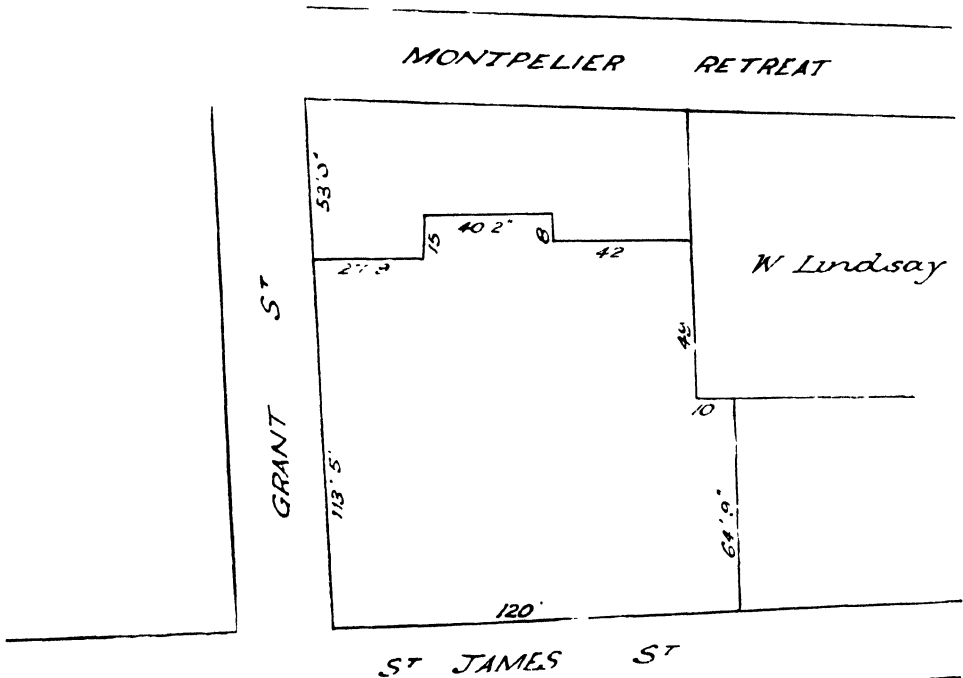 MONTPELIER RETREAT
53'0"
40 2"
15
8
42
W Lindsay
GRANT ST
49
10
113' 5'
64'.9"
120'
ST JAMES ST